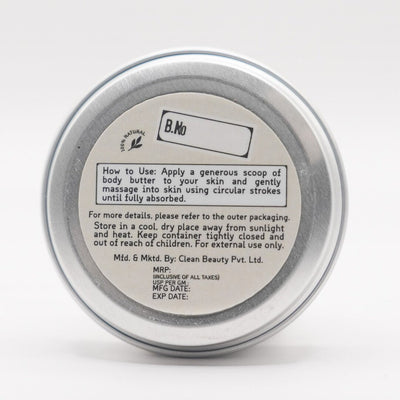 B.No
100% NATURAL
How to Use: Apply a generous scoop of
body butter to your skin and gently
massage into skin using circular strokes
until fully absorbed.
For more details, please refer to the outer packaging.
Store in a cool, dry place away from sunlight
and heat. Keep container tightly closed and
out of reach of children. For external use only.
Mfd. & Mktd. By: Clean Beauty Pvt. Ltd.
MRP:
(INCLUSIVE OF ALL TAXES)
USP PER GM :
MFG DATE:
EXP DATE: